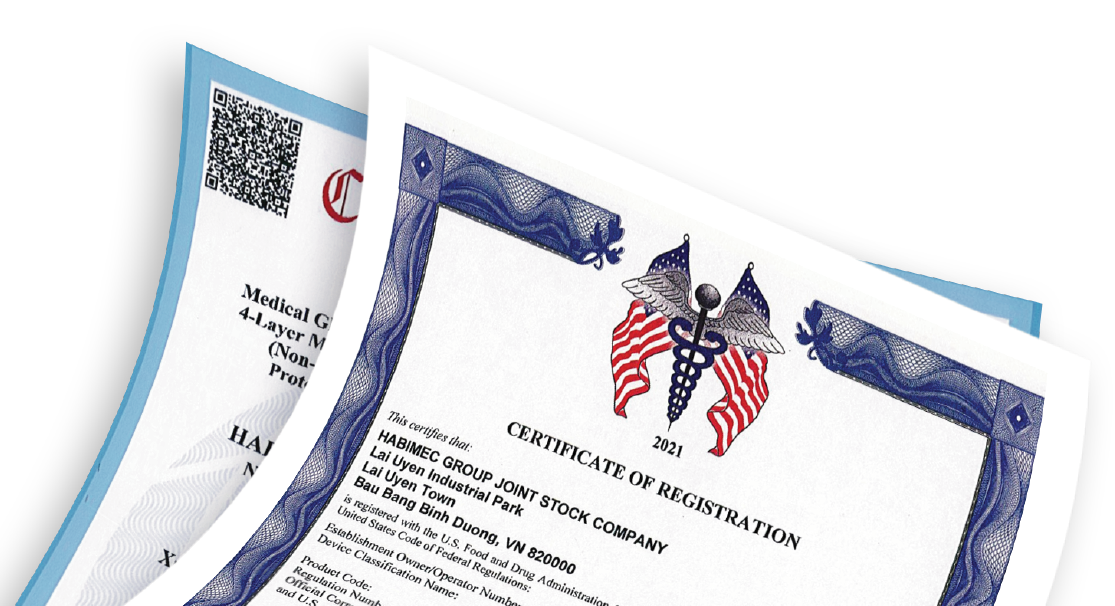 C
Medical G
4-Layer M
(Non-
Prot
HAI
N
X
2021
CERTIFICATE OF REGISTRATION
This certifies that:
HABIMEC GROUP JOINT STOCK COMPANY
Lai Uyen Industrial Park
Lai Uyen Town
Bau Bang Binh Duong, VN 820000
is registered with the U.S. Food and Drug Administration
United States Code of Federal Regulations:
Establishment Owner/Operator Number
Device Classification Name:
Product Code:
Regulation Numb
Official Corr
and U.S.